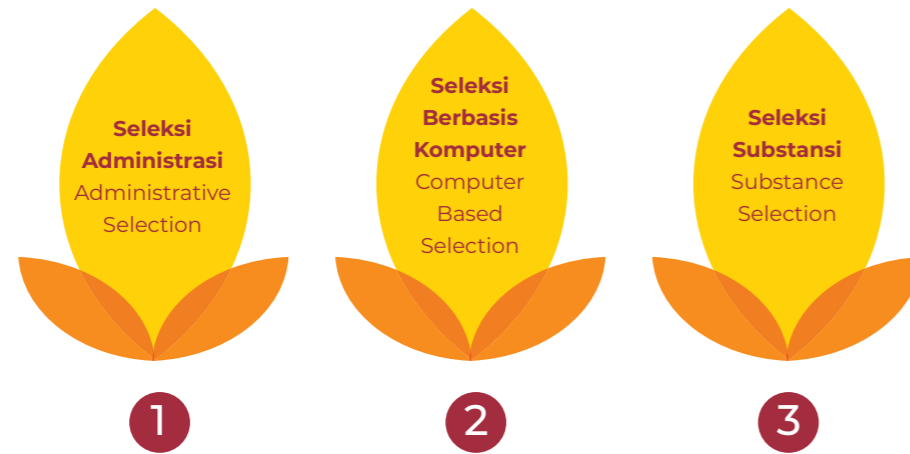 Seleksi
Administrasi
Administrative
Selection
1
Seleksi
Berbasis
Komputer
Computer
Based
Selection
2
Seleksi
Substansi
Substance
Selection
3